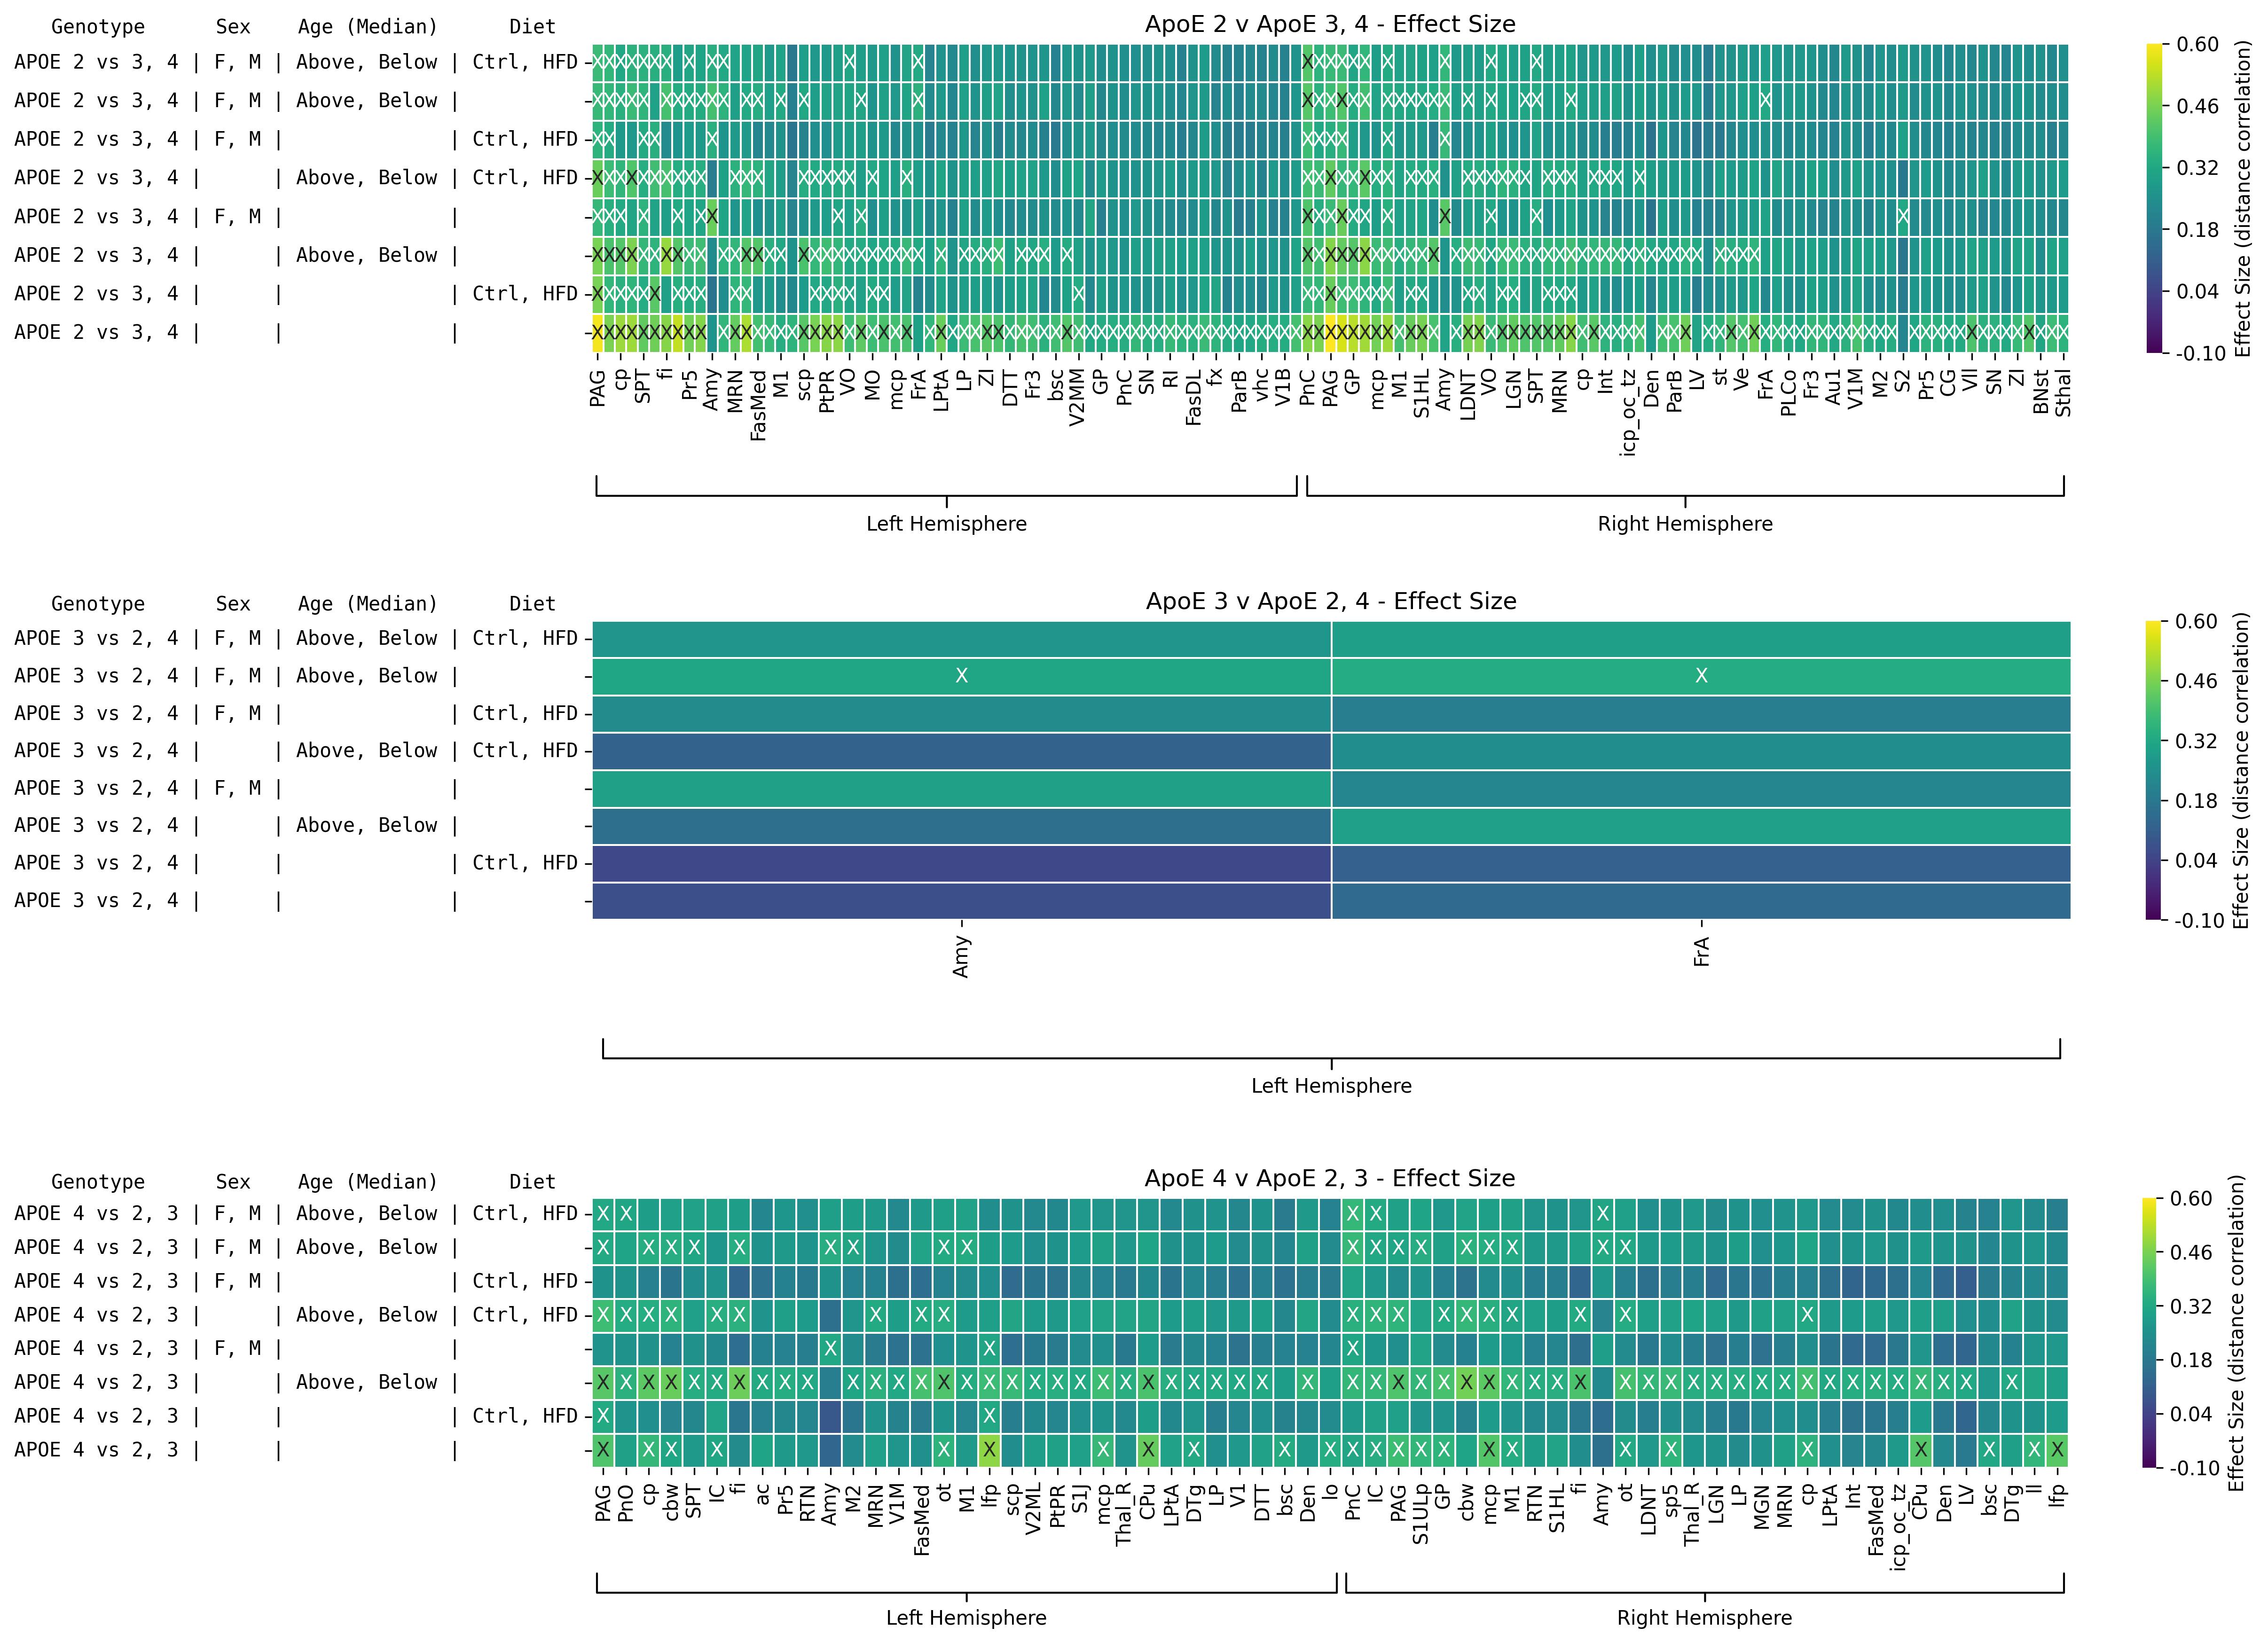 ApoE 2 v ApoE 3, 4 - Effect Size
Genotype Sex Age (Median) Diet
APOE 2 vs 3, 4 | F, M | Above, Below | Ctrl, HFD
APOE 2 vs 3, 4 | F, M | Above, Below |
APOE 2 vs 3, 4 | F, M | | Ctrl, HFD
APOE 2 vs 3, 4 | | Above, Below | Ctrl, HFD
APOE 2 vs 3, 4 | F, M | |
APOE 2 vs 3, 4 | | Above, Below |
APOE 2 vs 3, 4 | | | Ctrl, HFD
APOE 2 vs 3, 4 | | |
PAG cp SPT fi Pr5 Amy MRN FasMed M1 scp PtPR VO MO mcp FrA LPtA LP ZI DTT Fr3 bsc V2MM GP PnC SN RI FasDL fx ParB vhc V1B PnC PAG GP mcp M1 S1HL Amy LDNT VO LGN SPT MRN cp Int icp_oc_tz Den ParB LV st Ve FrA PLCo Fr3 Au1 V1M M2 S2 Pr5 CG VII SN ZI BNst Sthal
Left Hemisphere Right Hemisphere
0.60
0.46
0.32
0.18
0.04
-0.10
Effect Size (distance correlation)
ApoE 3 v ApoE 2, 4 - Effect Size
Genotype Sex Age (Median) Diet
APOE 3 vs 2, 4 | F, M | Above, Below | Ctrl, HFD
APOE 3 vs 2, 4 | F, M | Above, Below |
APOE 3 vs 2, 4 | F, M | | Ctrl, HFD
APOE 3 vs 2, 4 | | Above, Below | Ctrl, HFD
APOE 3 vs 2, 4 | F, M | |
APOE 3 vs 2, 4 | | Above, Below |
APOE 3 vs 2, 4 | | | Ctrl, HFD
APOE 3 vs 2, 4 | | |
Amy FrA
Left Hemisphere
0.60
0.46
0.32
0.18
0.04
-0.10
Effect Size (distance correlation)
ApoE 4 v ApoE 2, 3 - Effect Size
Genotype Sex Age (Median) Diet
APOE 4 vs 2, 3 | F, M | Above, Below | Ctrl, HFD
APOE 4 vs 2, 3 | F, M | Above, Below |
APOE 4 vs 2, 3 | F, M | | Ctrl, HFD
APOE 4 vs 2, 3 | | Above, Below | Ctrl, HFD
APOE 4 vs 2, 3 | F, M | |
APOE 4 vs 2, 3 | | Above, Below |
APOE 4 vs 2, 3 | | | Ctrl, HFD
APOE 4 vs 2, 3 | | |
PAG PnO cp cbw SPT IC fi ac Pr5 RTN Amy M2 MRN V1M FasMed ot M1 lfp scp V2ML PtPR S1J mcp Thal_R CPu LPtA DTg LP V1 DTT bsc Den lo PnC IC PAG S1ULp GP cbw mcp M1 RTN S1HL fi Amy ot LDNT sp5 Thal_R LGN LP MGN MRN cp LPtA Int FasMed icp_oc_tz CPu Den LV bsc DTg ll lfp
Left Hemisphere Right Hemisphere
0.60
0.46
0.32
0.18
0.04
-0.10
Effect Size (distance correlation)